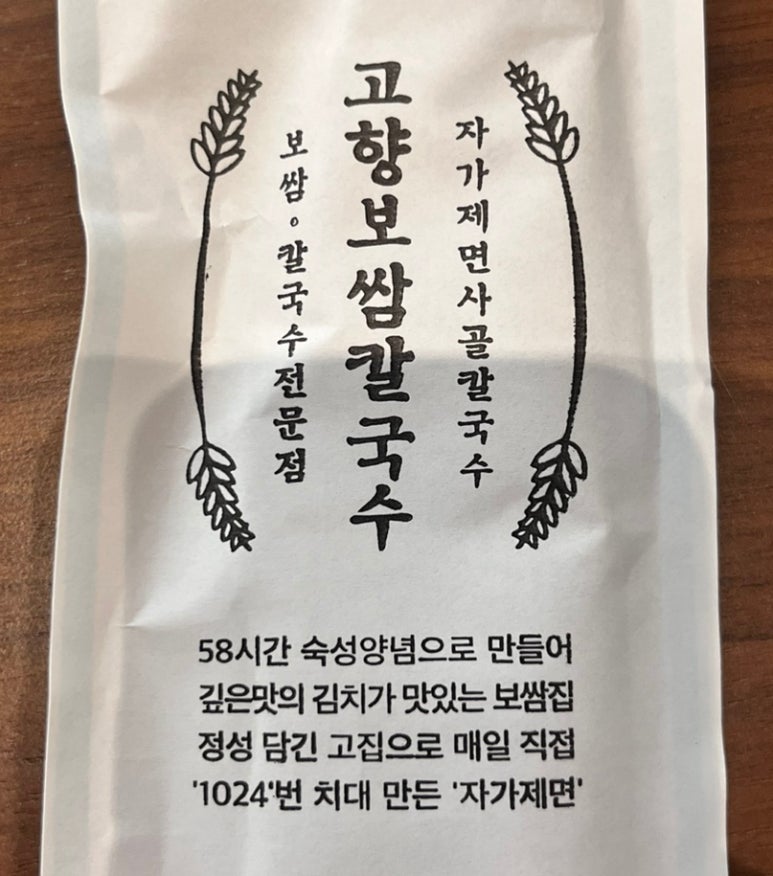 자가제면사골칼국수
고향보쌈칼국수
보쌈。칼국수전문점
58시간 숙성양념으로 만들어
깊은맛의 김치가 맛있는 보쌈집
정성 담긴 고집으로 매일 직접
'1024'번 치대 만든 '자가제면'